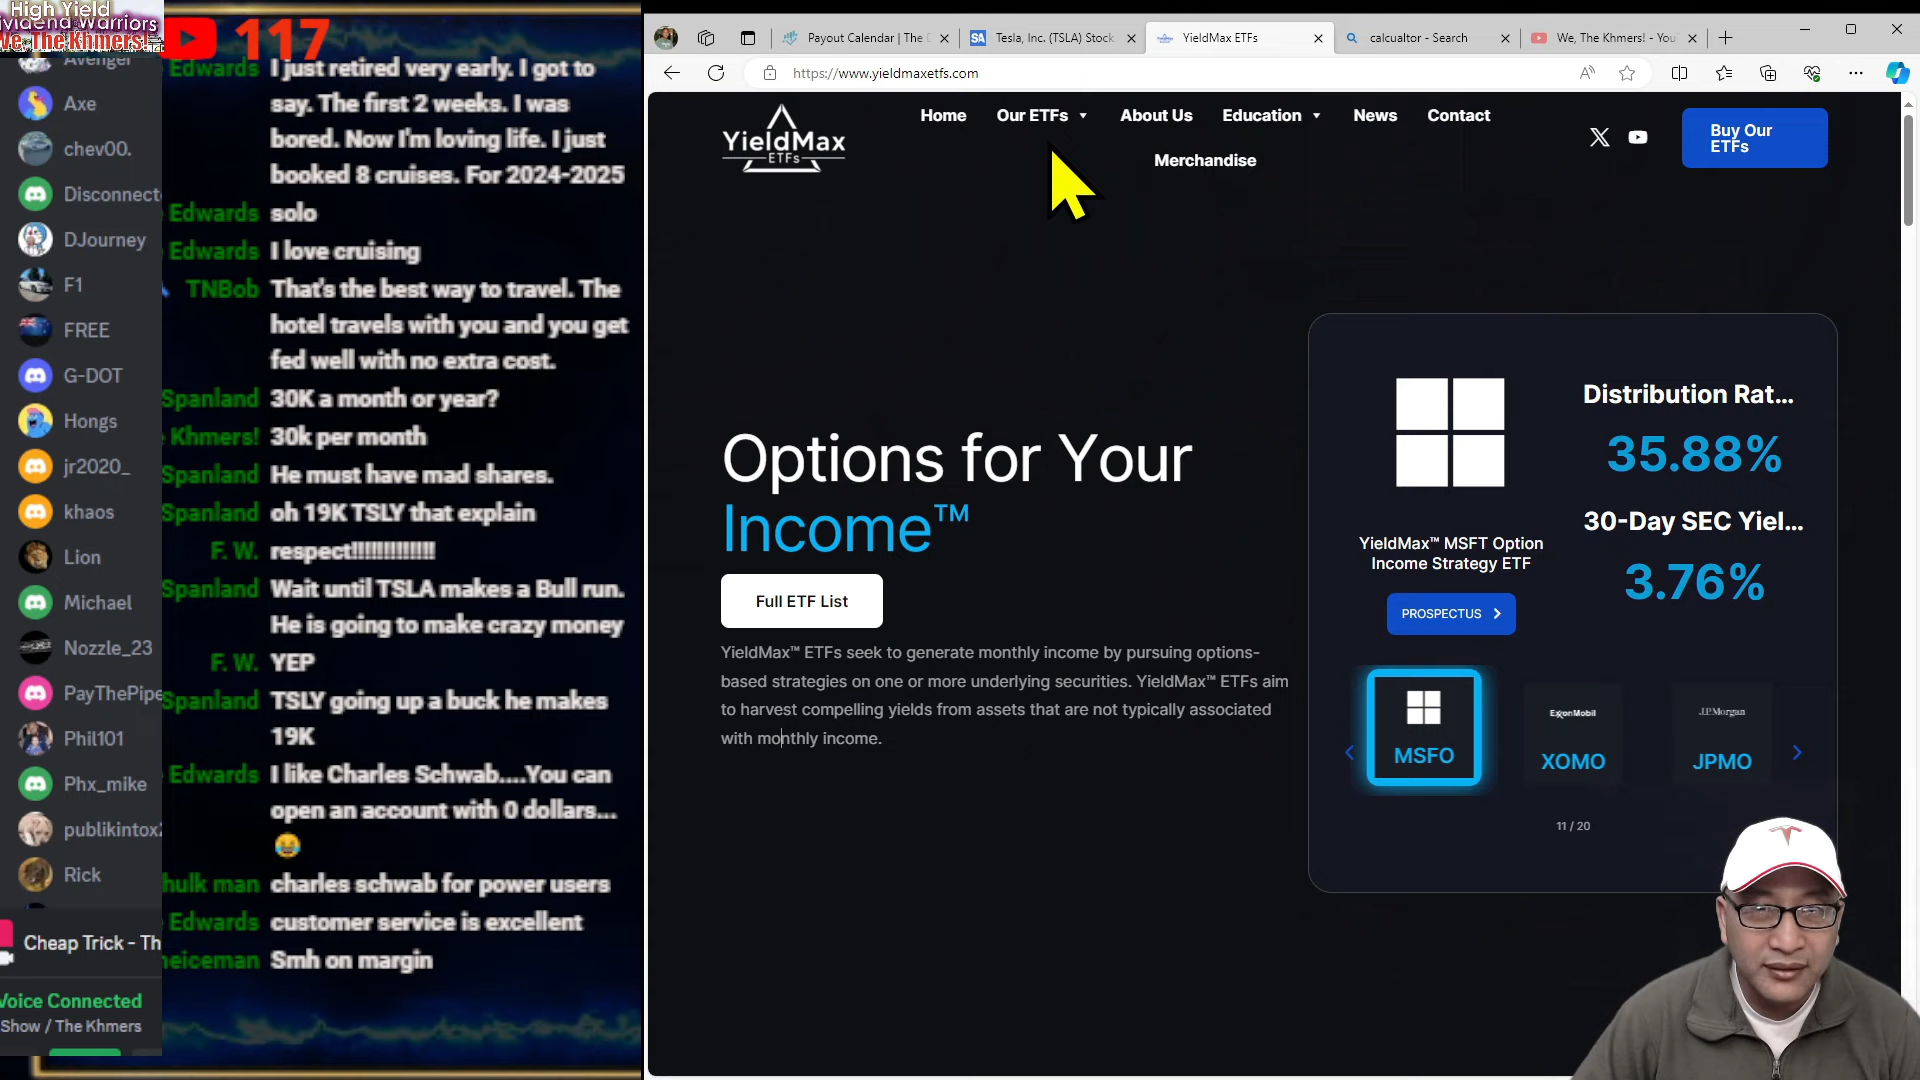 High Yield
Dividend Warriors
We, The Khmers!
117
Avenger
Axe
chev00.
Disconnect
DJourney
F1
FREE
G-DOT
Hongs
jr2020_
khaos
Lion
Michael
Nozzle_23
PayThePipe
Phil101
Phx_mike
publikintox
Rick
Cheap Trick - Th
Voice Connected
Show / The Khmers
Edwards I just retired very early. I got to
say. The first 2 weeks. I was
bored. Now I'm loving life. I just
booked 8 cruises. For 2024-2025
Edwards solo
Edwards I love cruising
TNBob That's the best way to travel. The
hotel travels with you and you get
fed well with no extra cost.
Spanland 30K a month or year?
Khmers! 30k per month
Spanland He must have mad shares.
Spanland oh 19K TSLY that explain
F. W. respect!!!!!!!!!!!!!
Spanland Wait until TSLA makes a Bull run.
He is going to make crazy money
F. W. YEP
Spanland TSLY going up a buck he makes
19K
Edwards I like Charles Schwab....You can
open an account with 0 dollars...
😂
hulk man charles schwab for power users
Edwards customer service is excellent
heiceman Smh on margin
Payout Calendar | The D
SA Tesla, Inc. (TSLA) Stock
YieldMax ETFs
calcualtor - Search
We, The Khmers! - You
https://www.yieldmaxetfs.com
YieldMax
ETFs
Home
Our ETFs
About Us
Education
News
Contact
Merchandise
Buy Our
ETFs
Options for Your
Income™
Full ETF List
YieldMax™ ETFs seek to generate monthly income by pursuing options-
based strategies on one or more underlying securities. YieldMax™ ETFs aim
to harvest compelling yields from assets that are not typically associated
with monthly income.
Distribution Rat...
35.88%
30-Day SEC Yiel...
3.76%
YieldMax™ MSFT Option
Income Strategy ETF
PROSPECTUS
MSFO
ExxonMobil
XOMO
J.P.Morgan
JPMO
11 / 20